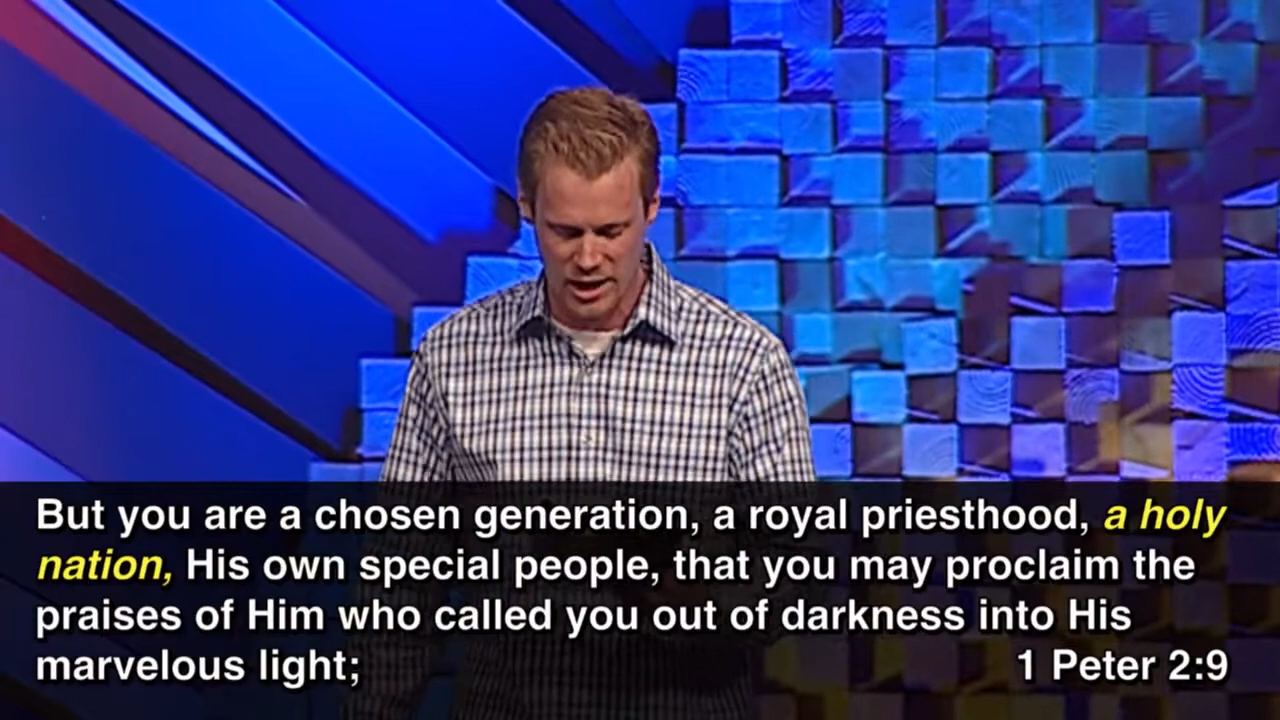 But you are a chosen generation, a royal priesthood, a holy
nation, His own special people, that you may proclaim the
praises of Him who called you out of darkness into His
marvelous light; 1 Peter 2:9